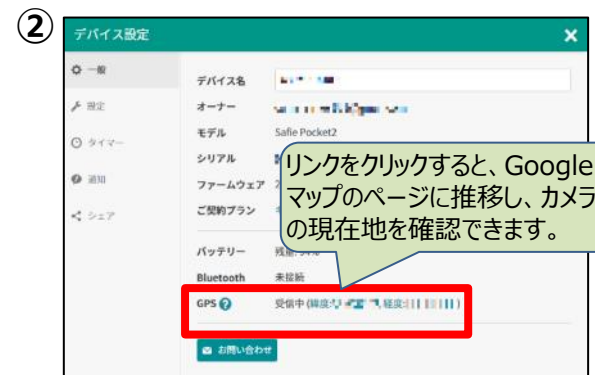 ②
デバイス設定
一般
設定
タイマー
通知
シェア
デバイス名
オーナー
モデル Safie Pocket2
シリアル
ファームウェア
ご契約プラン
リンクをクリックすると、Google
マップのページに推移し、カメラ
の現在地を確認できます。
バッテリー
Bluetooth 未接続
GPS ? 受信中 (緯度: 経度: )
お問い合わせ